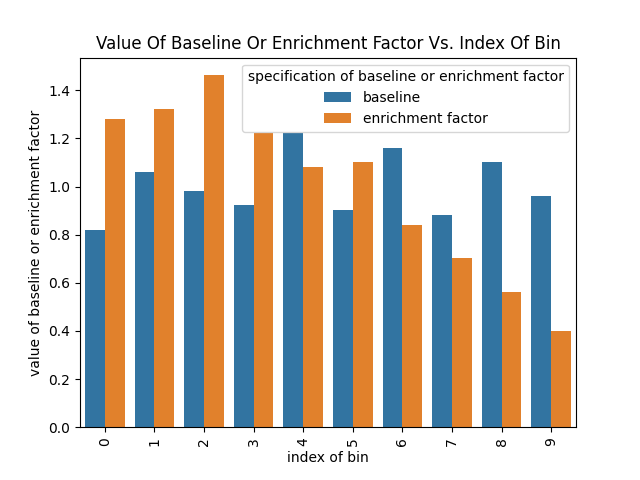 Value Of Baseline Or Enrichment Factor Vs. Index Of Bin
specification of baseline or enrichment factor
baseline
enrichment factor
value of baseline or enrichment factor
1.4
1.2
1.0
0.8
0.6
0.4
0.2
0.0
0 1 2 3 4 5 6 7 8 9
index of bin